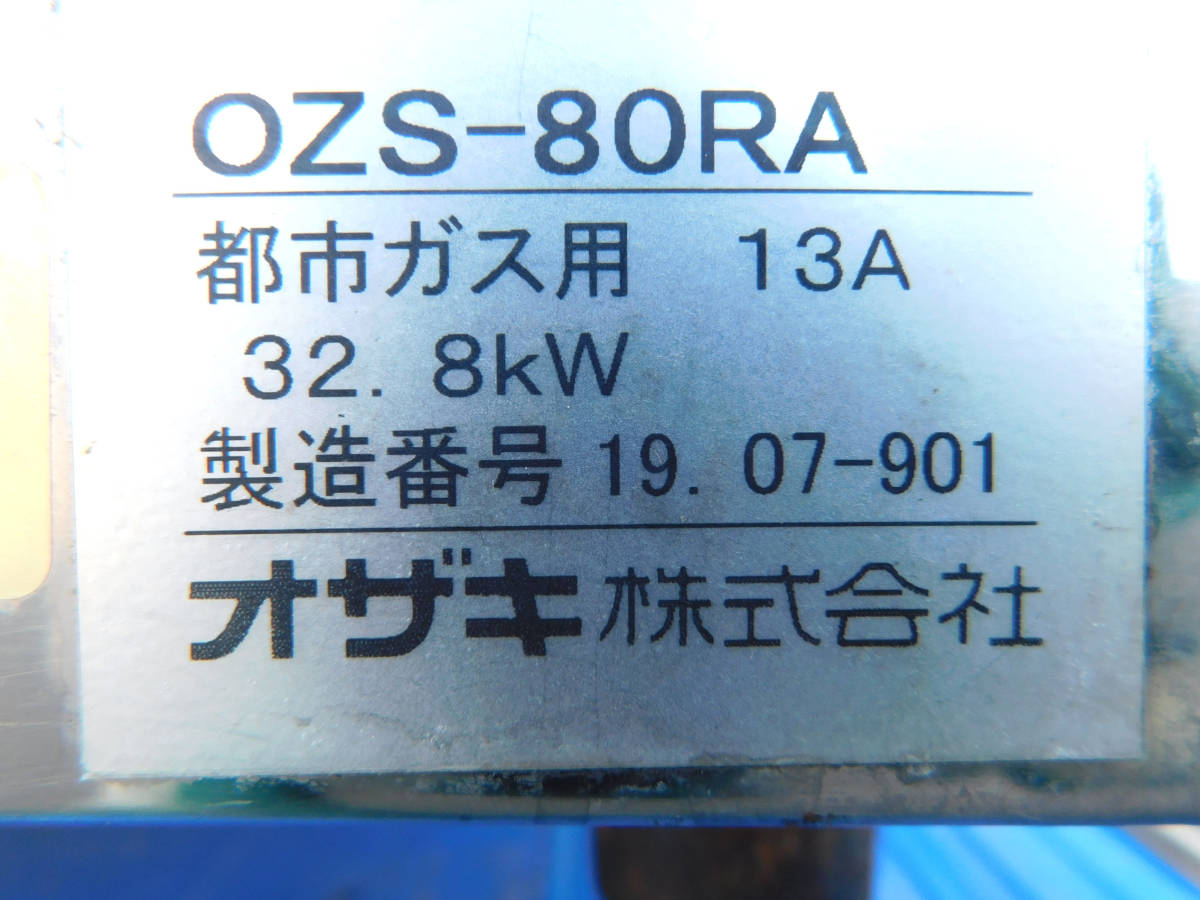 OZS-80RA
都市ガス用　13A
32.8kW
製造番号 19.07-901
オザキ株式会社